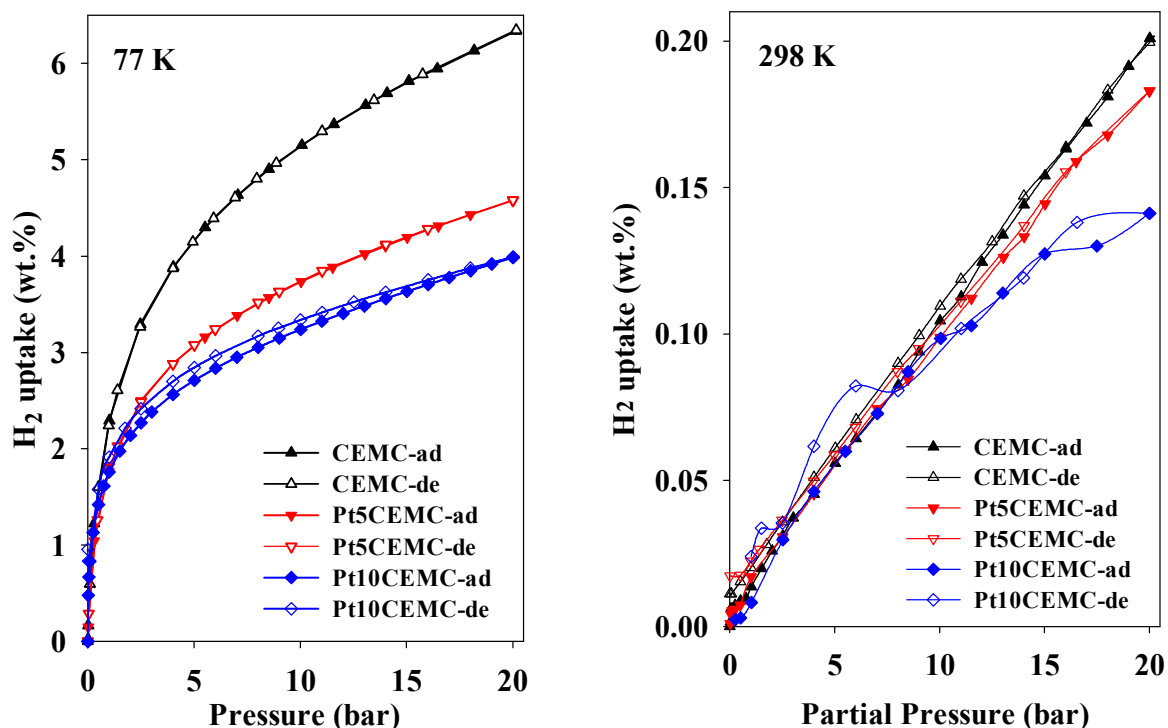 77 K
H2 uptake (wt.%)
6
5
4
3
2
1
0
CEMC-ad
CEMC-de
Pt5CEMC-ad
Pt5CEMC-de
Pt10CEMC-ad
Pt10CEMC-de
0 5 10 15 20
Pressure (bar)
298 K
H2 uptake (wt.%)
0.20
0.15
0.10
0.05
0.00
CEMC-ad
CEMC-de
Pt5CEMC-ad
Pt5CEMC-de
Pt10CEMC-ad
Pt10CEMC-de
0 5 10 15 20
Partial Pressure (bar)